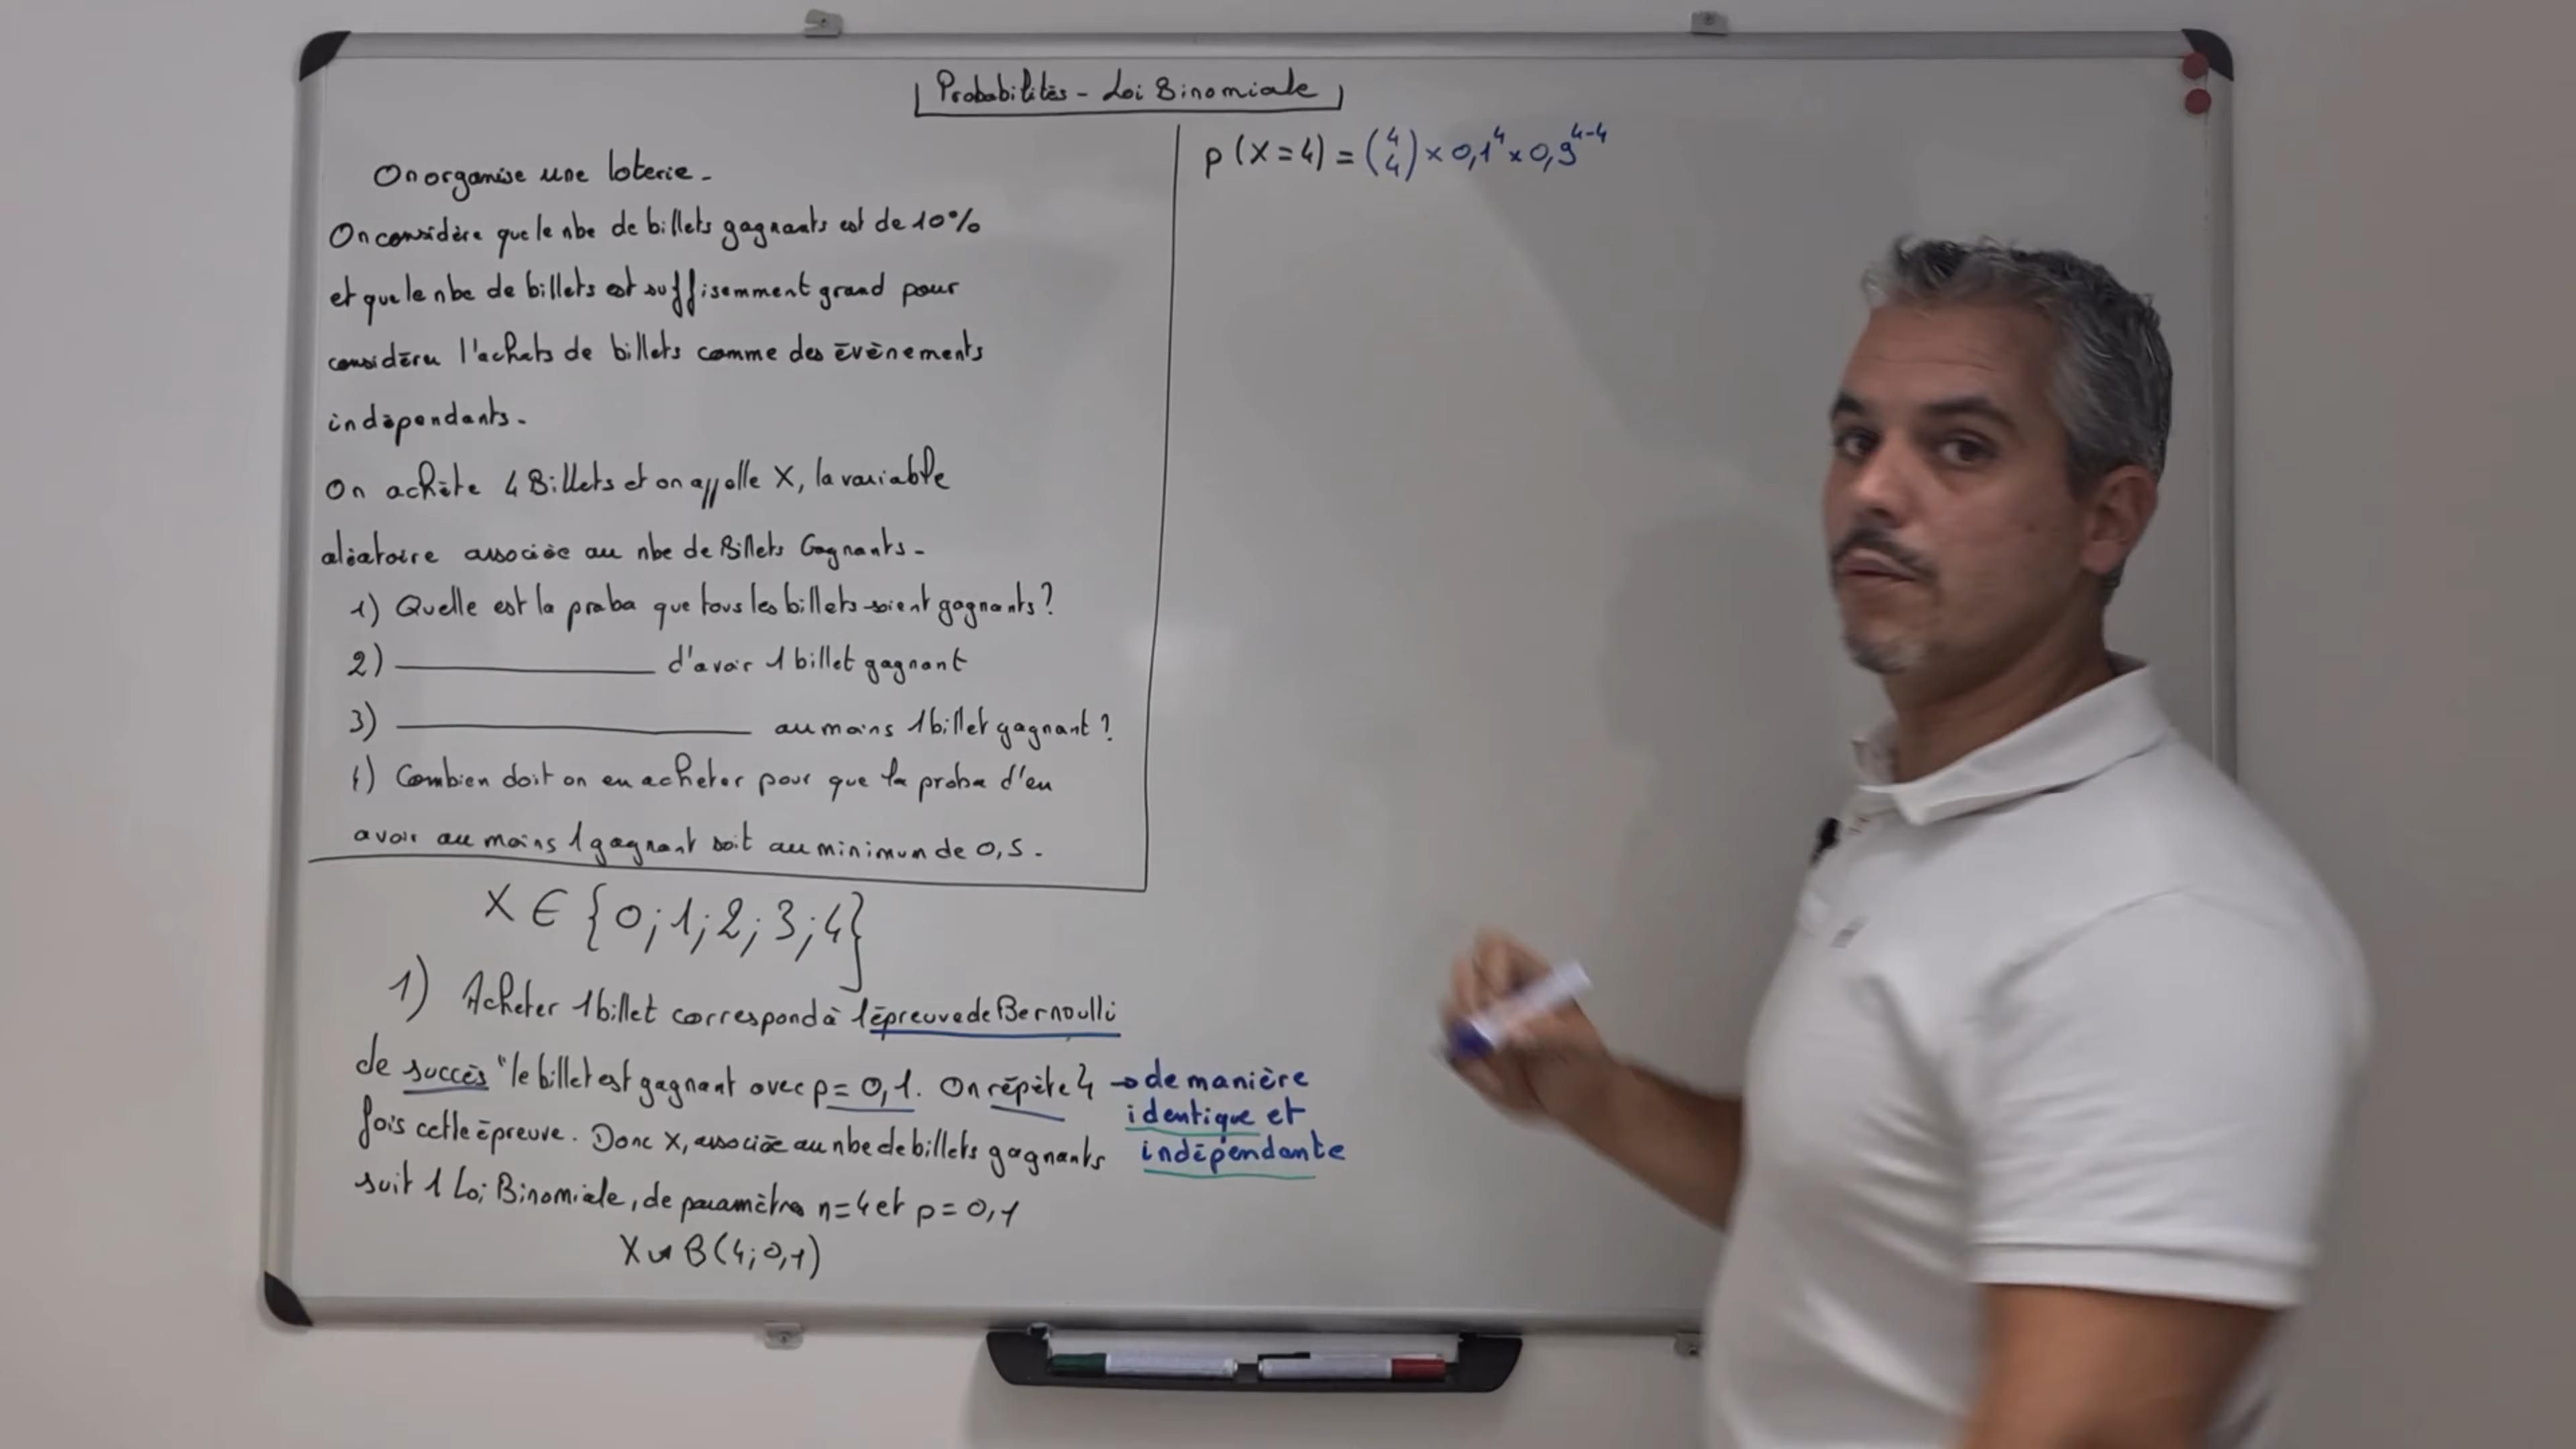 Probabilités - Loi Binomiale
On organise une loterie -
On considère que le nbe de billets gagnants est de 10%
et que le nbe de billets est suffisemment grand pour
considérer l'achats de billets comme des évènements
indépendants -
On achète 4 Billets et on appelle X, la variable
aléatoire associée au nbe de Billets Gagnants -
1) Quelle est la proba que tous les billets soient gagnants ?
2) ———— d'avoir 1 billet gagnant
3) ———— au moins 1 billet gagnant ?
4) Combien doit on en acheter pour que la proba d'en
avoir au moins 1 gagnant soit au minimum de 0,5 -
X ∈ {0;1;2;3;4}
1) Acheter 1 billet correspond à l'épreuve de Bernoulli
de succès "le billet est gagnant avec p = 0,1. On répète 4 → de manière
identique et
fois cette épreuve. Donc X, associée au nbe de billets gagnants
indépendante
suit 1 Loi Binomiale, de paramètres n=4 et p = 0,1
X ~ B(4;0,1)
p (X = 4) = (4 4) × 0,1^4 × 0,9^4-4